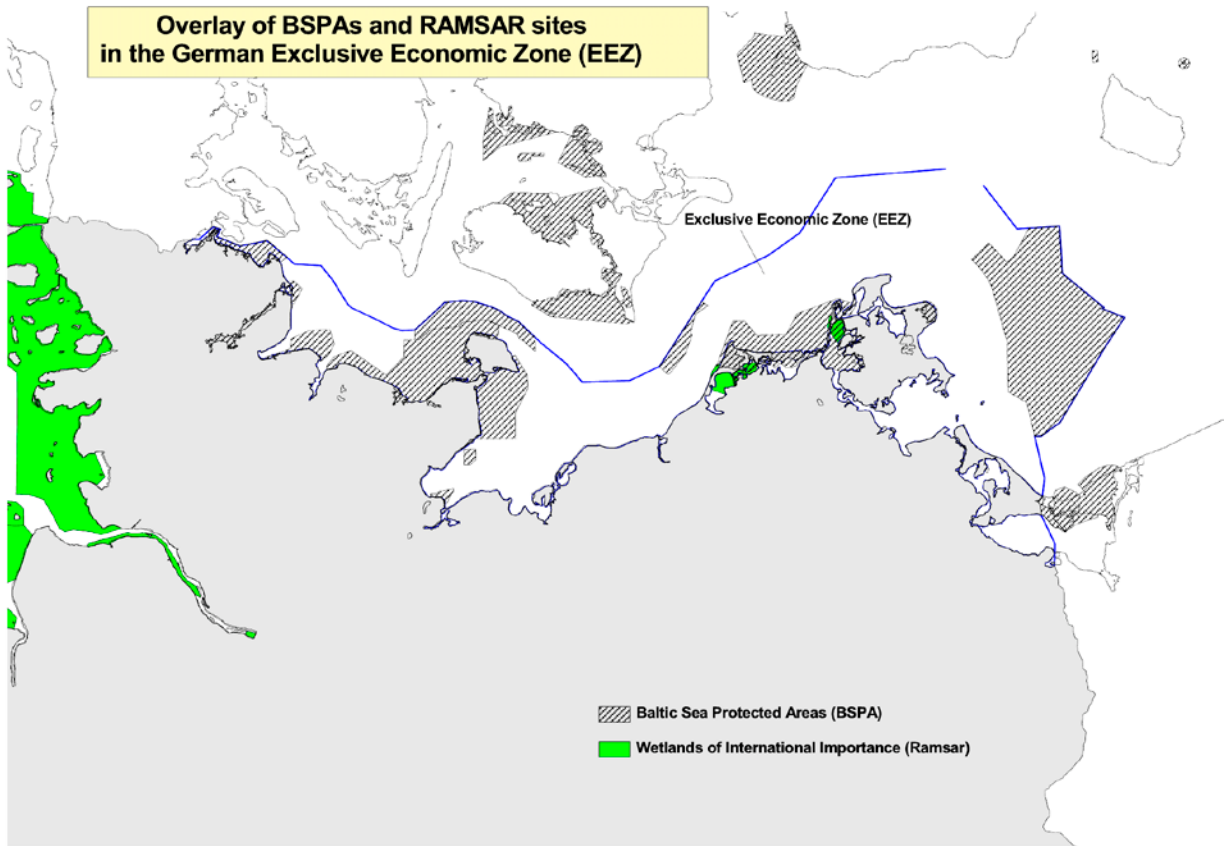 Overlay of BSPAs and RAMSAR sites
in the German Exclusive Economic Zone (EEZ)
Exclusive Economic Zone (EEZ)
Baltic Sea Protected Areas (BSPA)
Wetlands of International Importance (Ramsar)